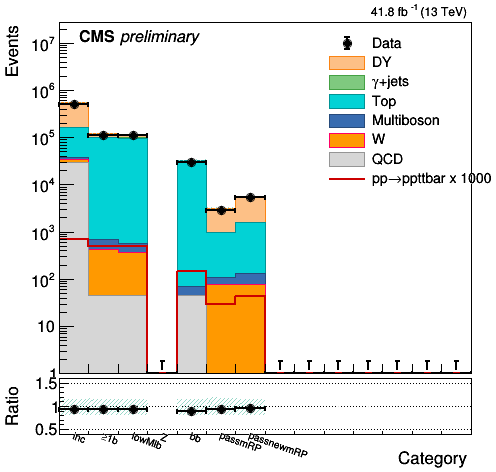 41.8 fb⁻¹ (13 TeV)
Events
CMS preliminary
Data
DY
γ+jets
Top
Multiboson
W
QCD
pp→ppttbar x 1000
10⁷
10⁶
10⁵
10⁴
10³
10²
10
1
Ratio
1.5
1
0.5
inc
≥1b
lowMlb
Z
bb
passmRP
passnewmRP
Category